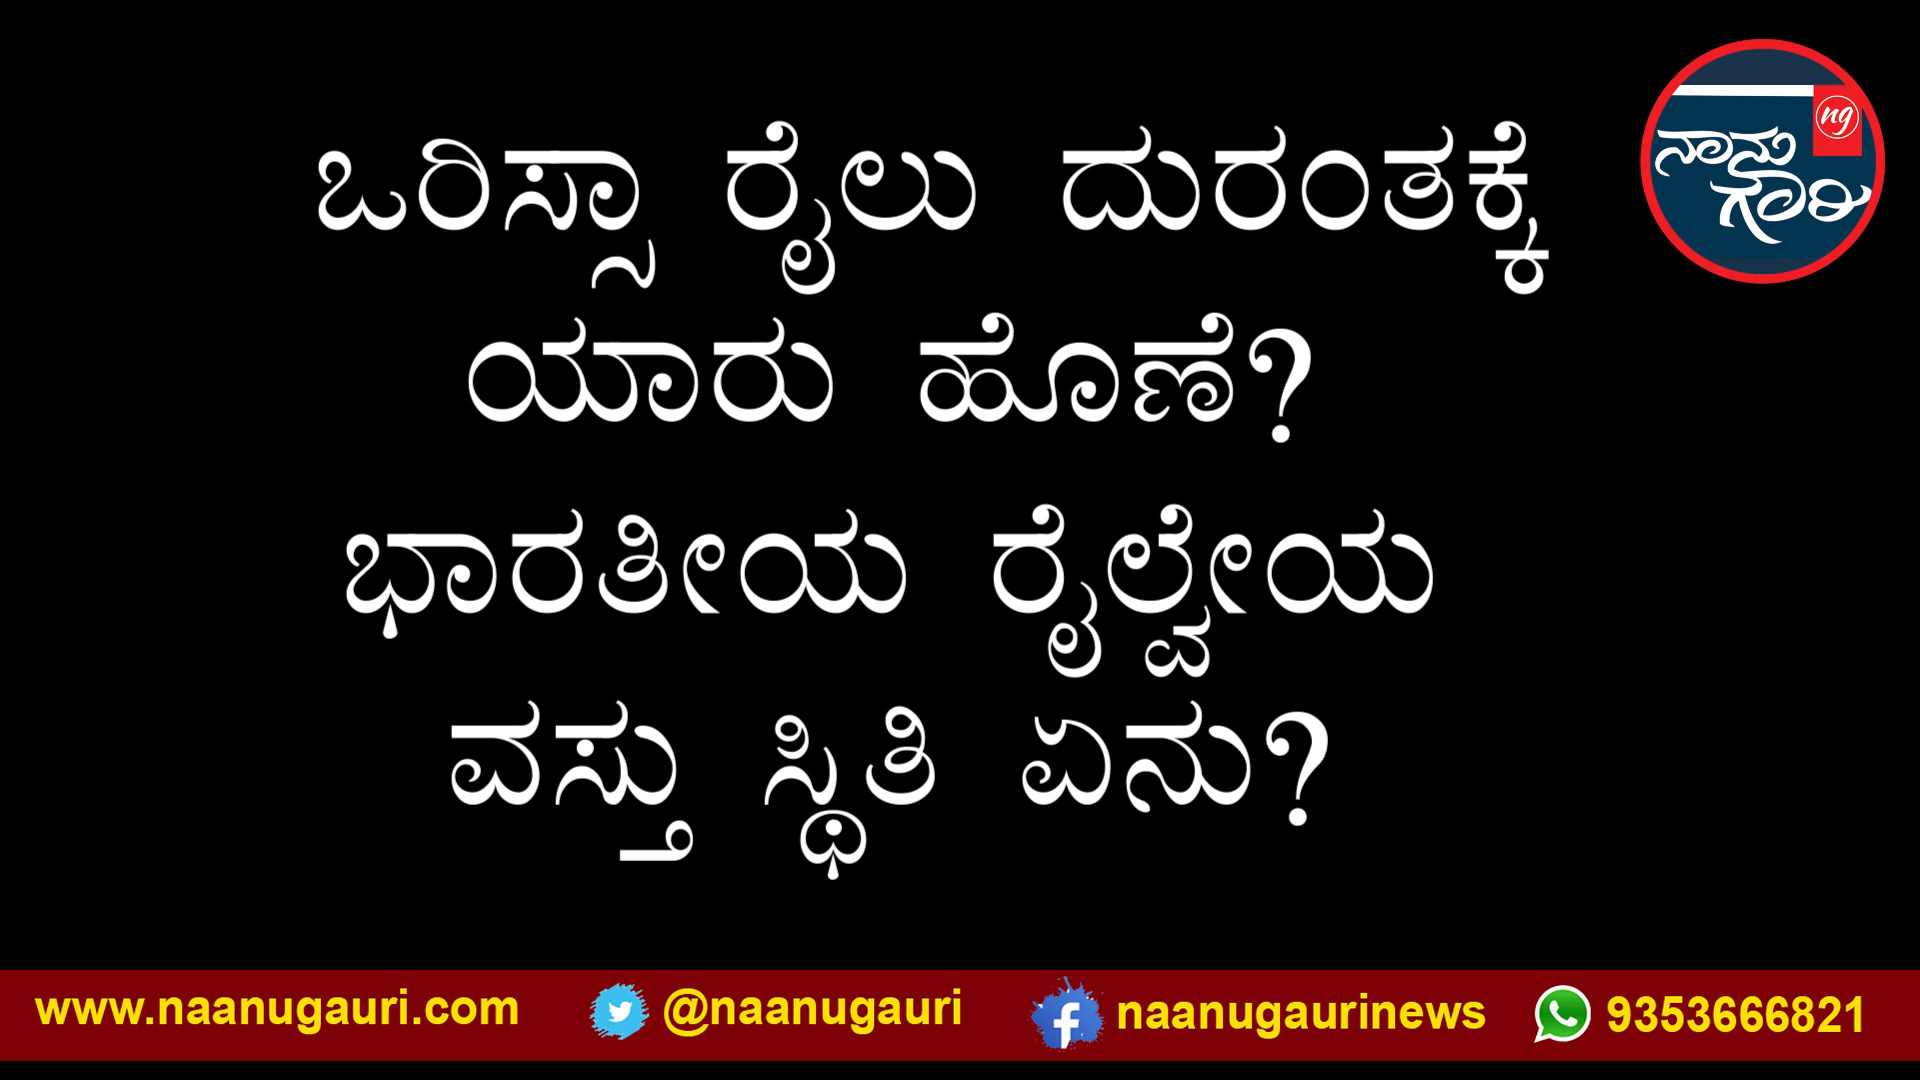 ಒರಿಸ್ಸಾ ರೈಲು ದುರಂತಕ್ಕೆ
ಯಾರು ಹೊಣೆ?
ಭಾರತೀಯ ರೈಲ್ವೇಯ
ವಸ್ತು ಸ್ಥಿತಿ ಏನು?
ng
ನಾನು
ಗೌರಿ
www.naanugauri.com @naanugauri naanugaurinews 9353666821